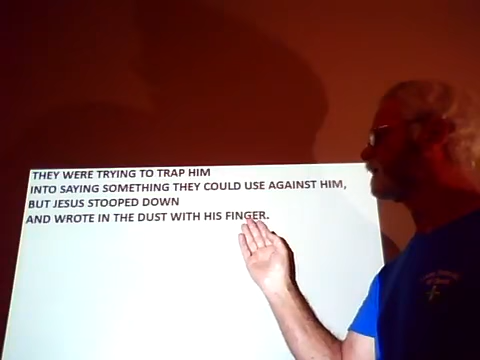 THEY WERE TRYING TO TRAP HIM
INTO SAYING SOMETHING THEY COULD USE AGAINST HIM,
BUT JESUS STOOPED DOWN
AND WROTE IN THE DUST WITH HIS FINGER.